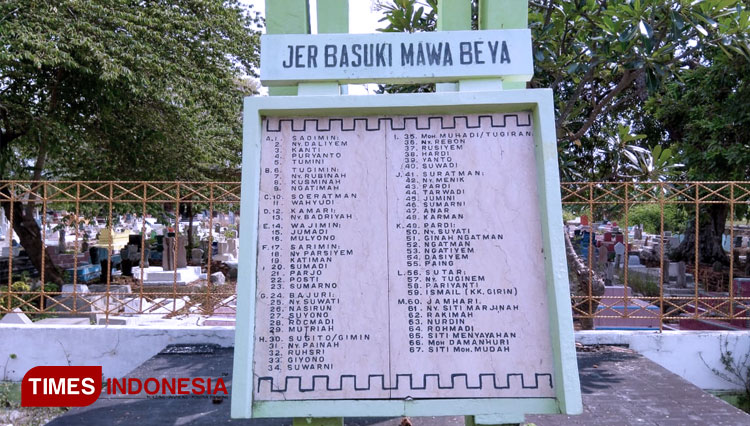 JER BASUKI MAWA BEYA
A.1. SADIMIN:
2 NY. DALIYEM
3 KANTI
4 PURYANTO
5 TUMINI
B.6 TUGIMIN:
7 NY. RUBINAH
8 KUSMINAH
9 NGATIMAH
C.10 SOERATMAN:
11 WAHYUDI
D.12 KAMARI:
13 NY. BADRIYAH
E.14 WAJIMIN:
15 JUMADI
16 MULYONO
F.17 SARIMIN:
18 NY PARSIYEM
19 KATIMAN
20 SUMADI
21 PARJO
22 POSTI
23 SUMARNO
G.24 BAJURI:
25 NY. SUWATI
26 NASIRUN
27 SUYONO
28 ROCMADI
29 MUTRIAH
H.30 SUGITO/GIMIN
31 NY. PAINAH
32 RUHSRI
33 GIYONO
34 SUWARNI
I. 35 MOH. MUHADI/TUGIRAN.
36 NY. REBON
37 RUSIYEM
38 HARDI
39 YANTO
40 SUWADI
J.41 SURATMAN:
42 NY. MENIK
43 PARDI
44 TARWADI
45 JUMINI
46 SUMARNI
47 ANAR
48 KARMAN
K.49 PARDI:
50 NY. SUYATI
51 GINAH NGATMAN
52 NGATMAN
53 NGATIYEM
54 DASIYEM
55 PAING
L.56 SUTAR:
57 NY. TUGINEM
58 PARIYEM
59 ISMAIL (KK. GIRIN)
M.60 JAMHARI:
61 NY. SITI MARJINAH
62 RAKIMAH
63 NURDIN
64 ROHMADI
65 SITI MENYAYAHAN
66 MOH DAMANHURI
67 SITI MOH. MUDAH
TIMES INDONESIA